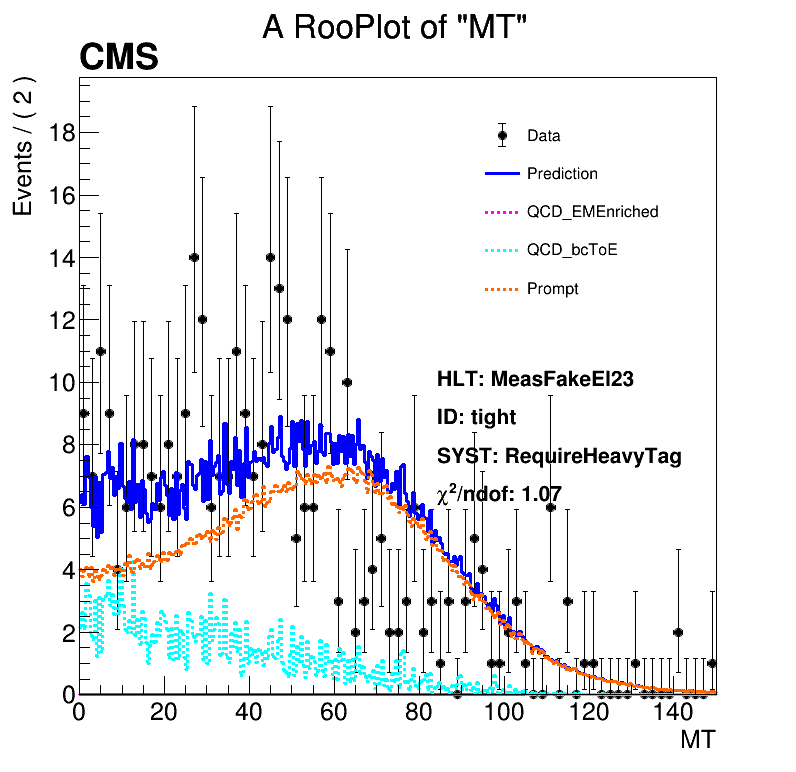 A RooPlot of "MT"
CMS
Events / ( 2 )
18
16
14
12
10
8
6
4
2
0
Data
Prediction
QCD_EMEnriched
QCD_bcToE
Prompt
HLT: MeasFakeEl23
ID: tight
SYST: RequireHeavyTag
χ²/ndof: 1.07
0 20 40 60 80 100 120 140
MT